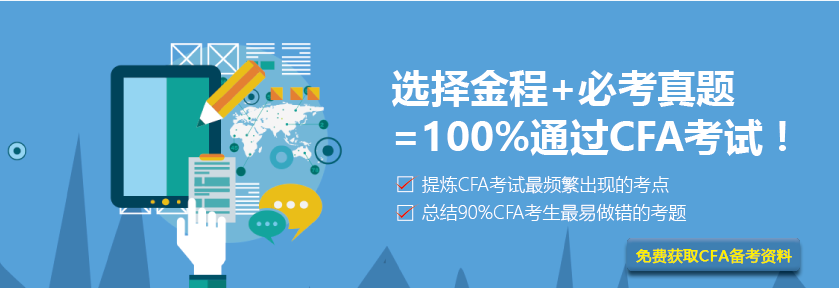 选择金程+必考真题
=100%通过CFA考试！
提炼CFA考试最频繁出现的考点
总结90%CFA考生最易做错的考题
免费获取CFA备考资料